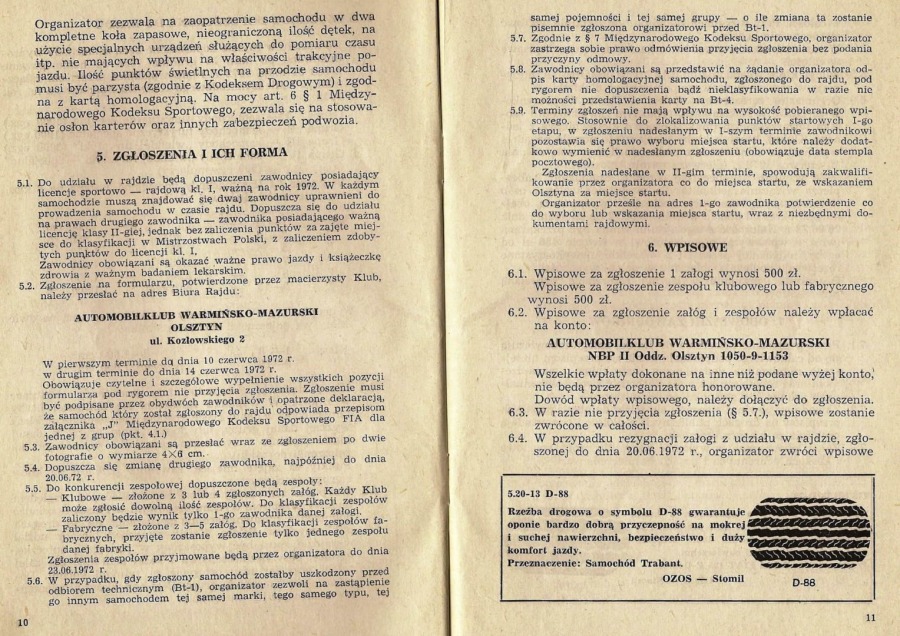 Organizator zezwala na zaopatrzenie samochodu w dwa
kompletne koła zapasowe, nieograniczoną ilość dętek, na
użycie specjalnych urządzeń służących do pomiaru czasu
itp. nie mających wpływu na właściwości trakcyjne po-
jazdu. Ilość punktów świetlnych na przodzie samochodu
musi być parzysta (zgodnie z Kodeksem Drogowym) i zgod-
na z kartą homologacyjną. Na mocy art. 6 § 1 Między-
narodowego Kodeksu Sportowego, zezwala się na stosowa-
nie osłon karterów oraz innych zabezpieczeń podwozia.
5. ZGŁOSZENIA I ICH FORMA
5.1. Do udziału w rajdzie będą dopuszczeni zawodnicy posiadający
licencje sportowo — rajdową kl. I, ważną na rok 1972. W każdym
samochodzie muszą znajdować się dwaj zawodnicy uprawnieni do
prowadzenia samochodu w czasie rajdu. Dopuszcza się do udziału
na prawach drugiego zawodnika — zawodnika posiadającego ważną
licencję klasy II-giej, jednak bez zaliczenia punktów za zajęte miej-
sce do klasyfikacji w Mistrzostwach Polski, z zaliczeniem zdoby-
tych punktów do licencji kl. I,
Zawodnicy obowiązani są okazać ważne prawo jazdy i książeczkę
zdrowia z ważnym badaniem lekarskim.
5.2. Zgłoszenie na formularzu, potwierdzone przez macierzysty Klub,
należy przesłać na adres Biura Rajdu:
AUTOMOBILKLUB WARMIŃSKO-MAZURSKI
OLSZTYN
ul. Kozłowskiego 2
W pierwszym terminie do dnia 10 czerwca 1972 r.
w drugim terminie do dnia 14 czerwca 1972 r.
Obowiązuje czytelne i szczegółowe wypełnienie wszystkich pozycji
formularza pod rygorem nie przyjęcia zgłoszenia. Zgłoszenie musi
być podpisane przez obydwóch zawodników i opatrzone deklaracją,
że samochód który został zgłoszony do rajdu odpowiada przepisom
załącznika „J" Międzynarodowego Kodeksu Sportowego FIA dla
jednej z grup (pkt. 4.1.)
5.3. Zawodnicy obowiązani są przesłać wraz ze zgłoszeniem po dwie
fotografie o wymiarze 4×6 cm.
5.4. Dopuszcza się zmianę drugiego zawodnika, najpóźniej do dnia
20.06.72 r.
5.5. Do konkurencji zespołowej dopuszczone będą zespoły:
— Klubowe — złożone z 3 lub 4 zgłoszonych załóg. Każdy Klub
może zgłosić dowolną ilość zespołów. Do klasyfikacji zespołów
zaliczony będzie wynik tylko 1-go zawodnika danej załogi.
— Fabryczne — złożone z 3—5 załóg. Do klasyfikacji zespołów fa-
brycznych, przyjęte zostanie zgłoszenie tylko jednego zespołu
danej fabryki.
Zgłoszenia zespołów przyjmowane będą przez organizatora do dnia
23.06.1972 r.
5.6. W przypadku, gdy zgłoszony samochód zostałby uszkodzony przed
odbiorem technicznym (Bt-1), organizator zezwoli na zastąpienie
go innym samochodem tej samej marki, tego samego typu, tej
10
samej pojemności i tej samej grupy — o ile zmiana ta zostanie
pisemnie zgłoszona organizatorowi przed Bt-1.
5.7. Zgodnie z § 7 Międzynarodowego Kodeksu Sportowego, organizator
zastrzega sobie prawo odmówienia przyjęcia zgłoszenia bez podania
przyczyny odmowy.
5.8. Zawodnicy obowiązani są przedstawić na żądanie organizatora od-
pis karty homologacyjnej samochodu, zgłoszonego do rajdu, pod
rygorem nie dopuszczenia bądź nieklasyfikowania w razie nie
możności przedstawienia karty na Bt-4.
5.9. Terminy zgłoszeń nie mają wpływu na wysokość pobieranego wpi-
sowego. Stosownie do zlokalizowania punktów startowych I-go
etapu, w zgłoszeniu nadesłanym w I-szym terminie zawodnikowi
pozostawia się prawo wyboru miejsca startu, które należy dodat-
kowo wymienić w nadesłanym zgłoszeniu (obowiązuje data stempla
pocztowego).
Zgłoszenia nadesłane w II-gim terminie, spowodują zakwalifi-
kowanie przez organizatora co do miejsca startu, ze wskazaniem
Olsztyna za miejsce startu.
Organizator prześle na adres 1-go zawodnika potwierdzenie co
do wyboru lub wskazania miejsca startu, wraz z niezbędnymi do-
kumentami rajdowymi.
6. WPISOWE
6.1. Wpisowe za zgłoszenie 1 załogi wynosi 500 zł.
Wpisowe za zgłoszenie zespołu klubowego lub fabrycznego
wynosi 500 zł.
6.2. Wpisowe za zgłoszenie załóg i zespołów należy wpłacać
na konto:
AUTOMOBILKLUB WARMIŃSKO-MAZURSKI
NBP II Oddz. Olsztyn 1050-9-1153
Wszelkie wpłaty dokonane na inne niż podane wyżej konto,
nie będą przez organizatora honorowane.
Dowód wpłaty wpisowego, należy dołączyć do zgłoszenia.
6.3. W razie nie przyjęcia zgłoszenia (§ 5.7.), wpisowe zostanie
zwrócone w całości.
6.4. W przypadku rezygnacji załogi z udziału w rajdzie, zgło-
szonej do dnia 20.06.1972 r., organizator zwróci wpisowe
5.20-13 D-88
Rzeźba drogowa o symbolu D-88 gwarantuje
oponie bardzo dobrą przyczepność na mokrej
i suchej nawierzchni, bezpieczeństwo i duży
komfort jazdy.
Przeznaczenie: Samochód Trabant.
OZOS — Stomil
D-88
11